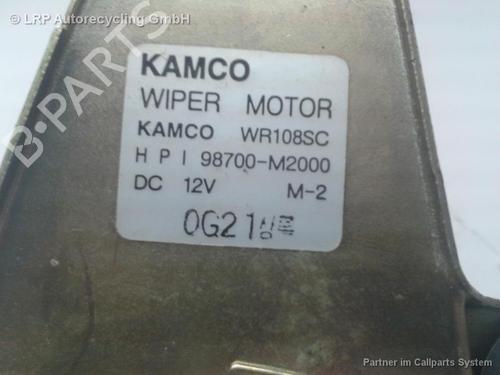 © LRP Autorecycling GmbH
B-PARTS
KAMCO
WIPER MOTOR
KAMCO WR108SC
H P I 98700-M2000
DC 12V M-2
0G21
Partner im Callparts System